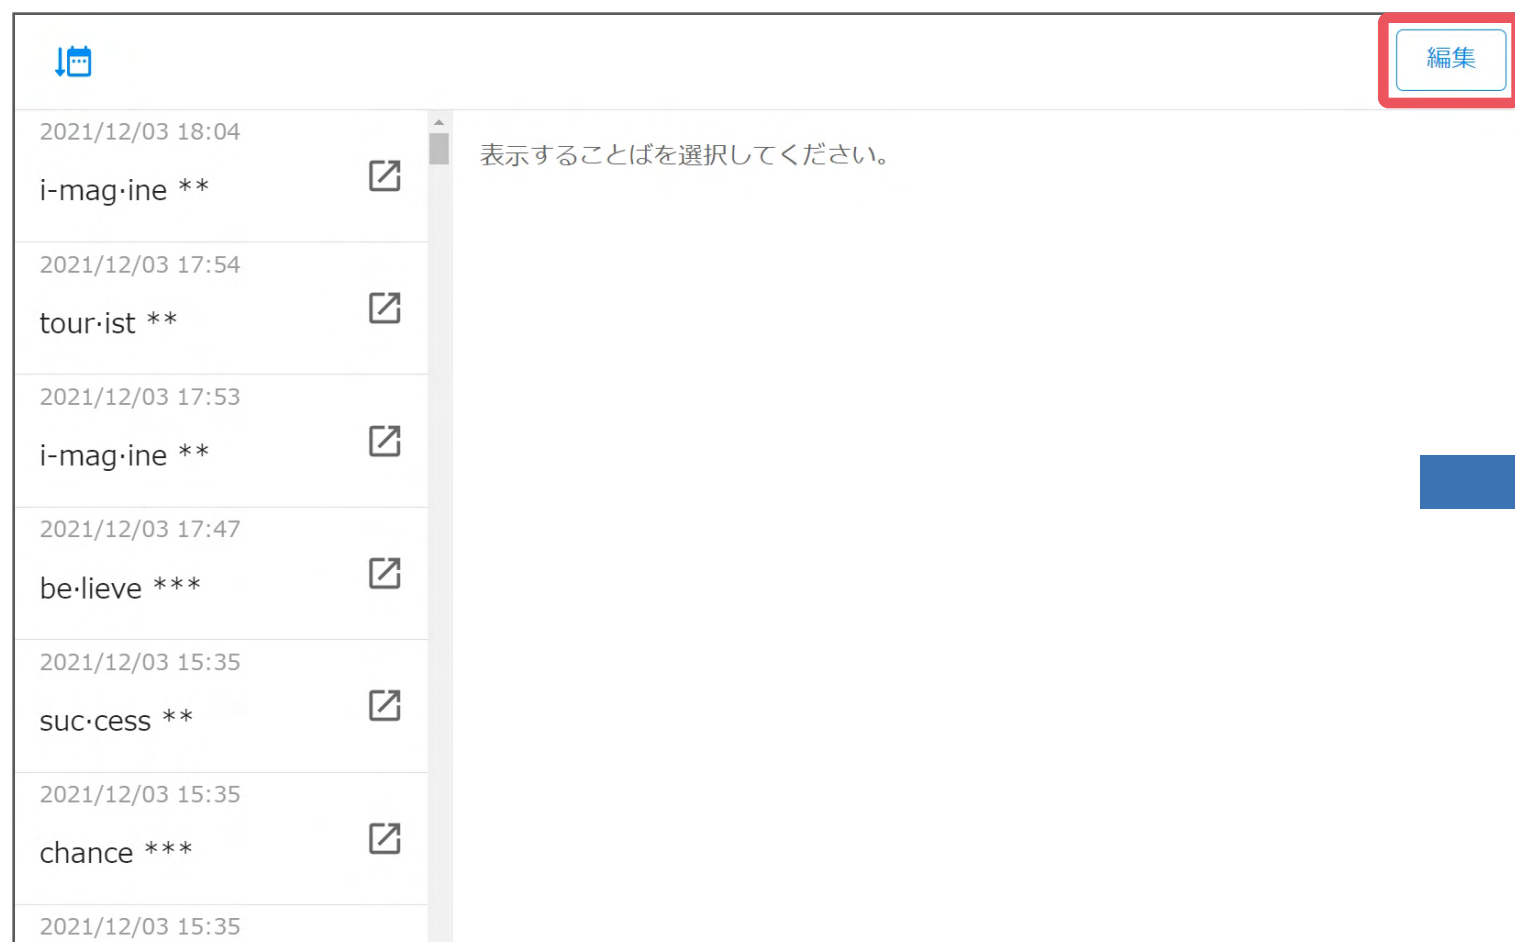 編集
2021/12/03 18:04
i-mag·ine **
2021/12/03 17:54
tour·ist **
2021/12/03 17:53
i-mag·ine **
2021/12/03 17:47
be·lieve ***
2021/12/03 15:35
suc·cess **
2021/12/03 15:35
chance ***
2021/12/03 15:35
表示することばを選択してください。